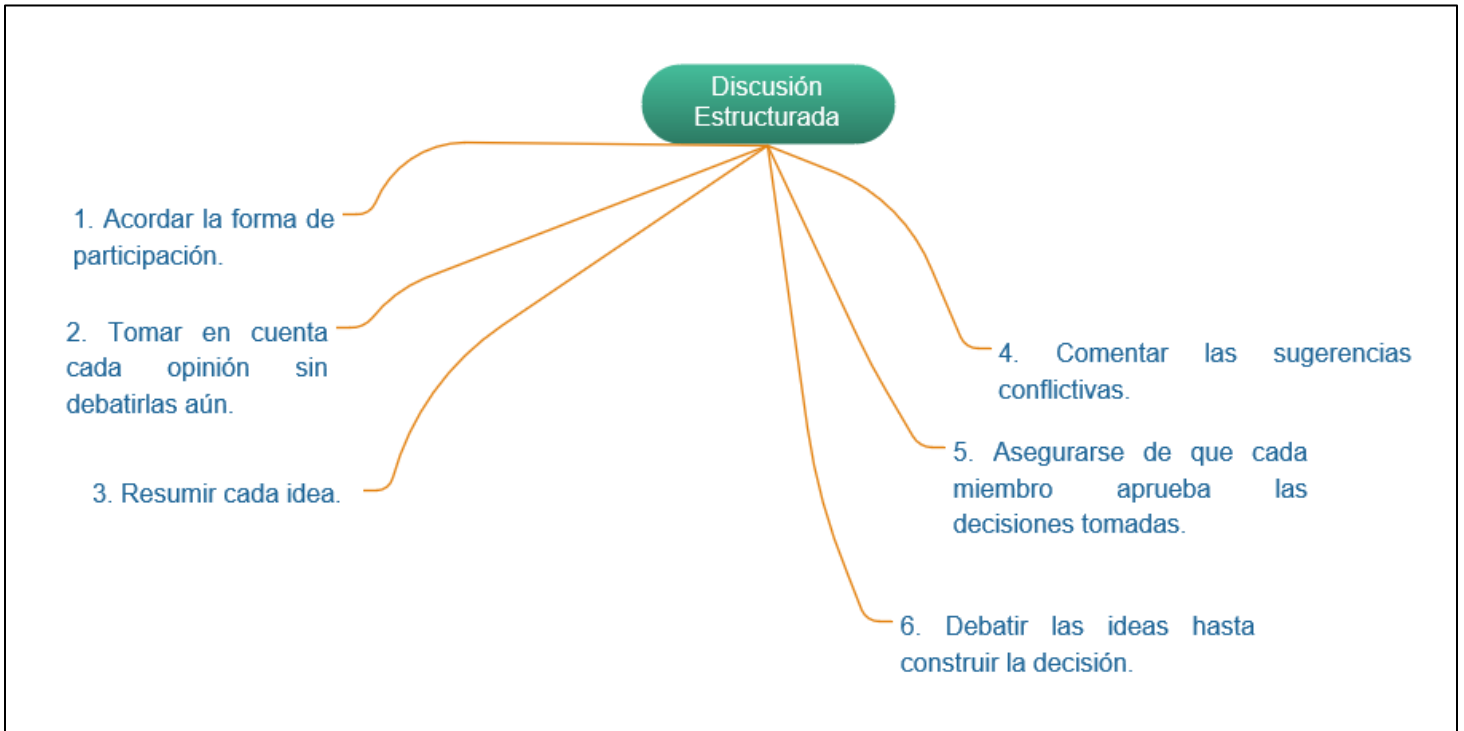 Discusión
Estructurada
1. Acordar la forma de
participación.
2. Tomar en cuenta
cada opinión sin
debatirlas aún.
3. Resumir cada idea.
4. Comentar las sugerencias
conflictivas.
5. Asegurarse de que cada
miembro aprueba las
decisiones tomadas.
6. Debatir las ideas hasta
construir la decisión.